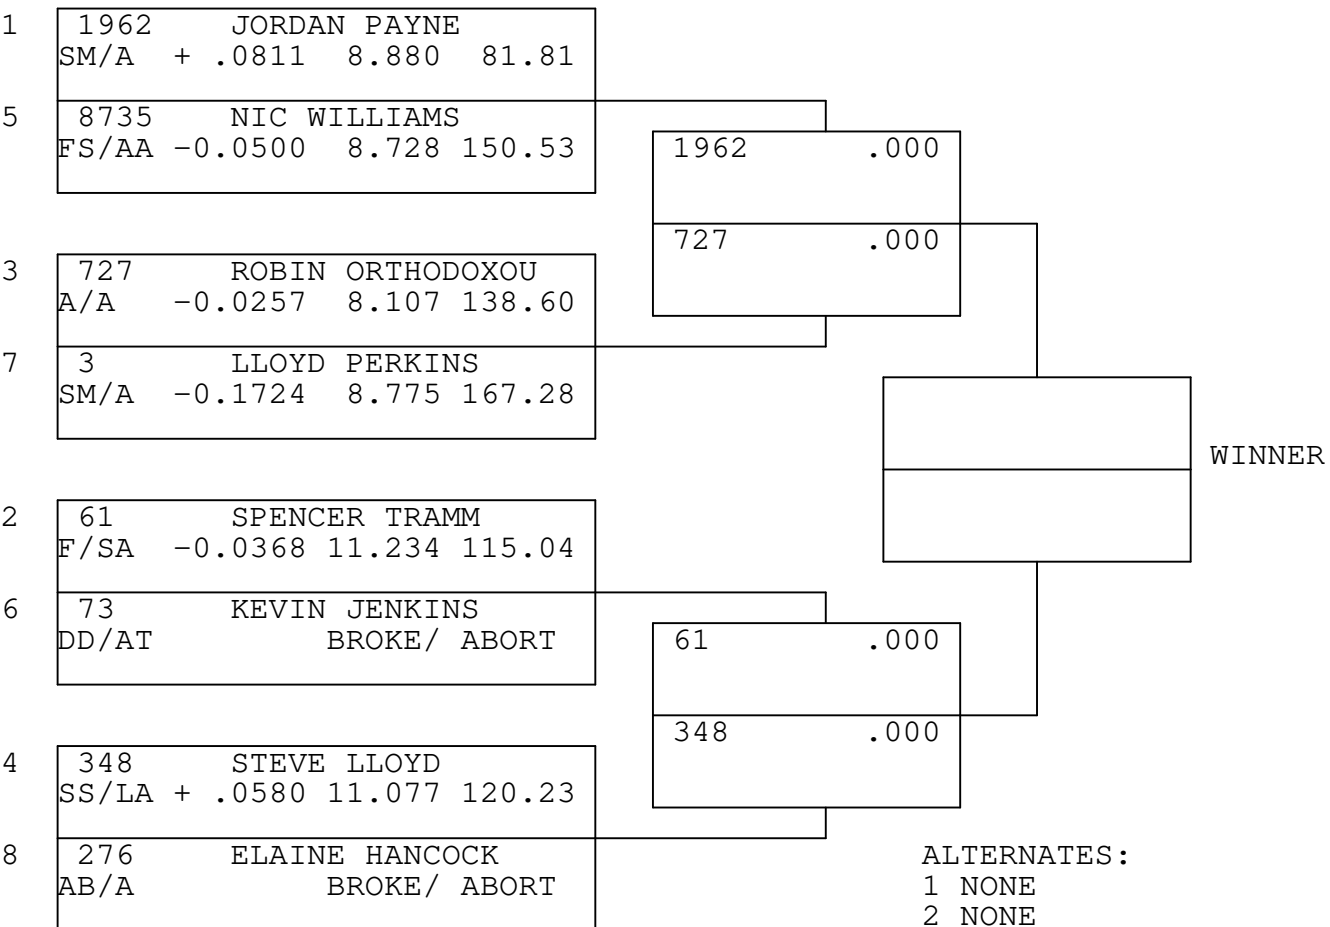 1 1962 JORDAN PAYNE
SM/A + .0811 8.880 81.81
5 8735 NIC WILLIAMS
FS/AA -0.0500 8.728 150.53
1962 .000
727 .000
3 727 ROBIN ORTHODOXOU
A/A -0.0257 8.107 138.60
7 3 LLOYD PERKINS
SM/A -0.1724 8.775 167.28
WINNER
2 61 SPENCER TRAMM
F/SA -0.0368 11.234 115.04
6 73 KEVIN JENKINS
DD/AT BROKE/ ABORT
61 .000
348 .000
4 348 STEVE LLOYD
SS/LA + .0580 11.077 120.23
8 276 ELAINE HANCOCK
AB/A BROKE/ ABORT
ALTERNATES:
1 NONE
2 NONE